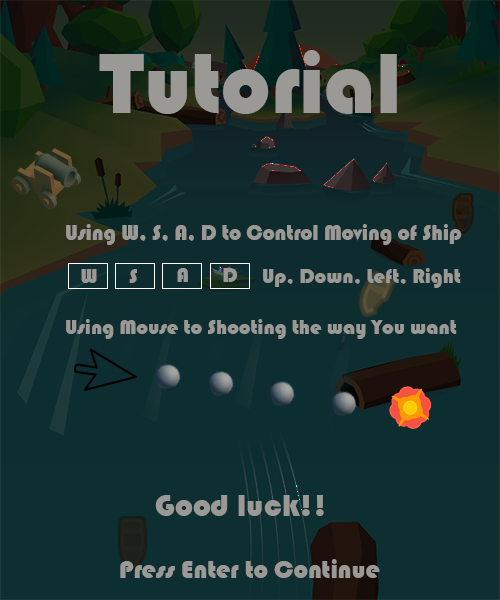 Tutorial
Using W, S, A, D to Control Moving of Ship
W S A D Up, Down, Left, Right
Using Mouse to Shooting the way You want
Good luck!!
Press Enter to Continue